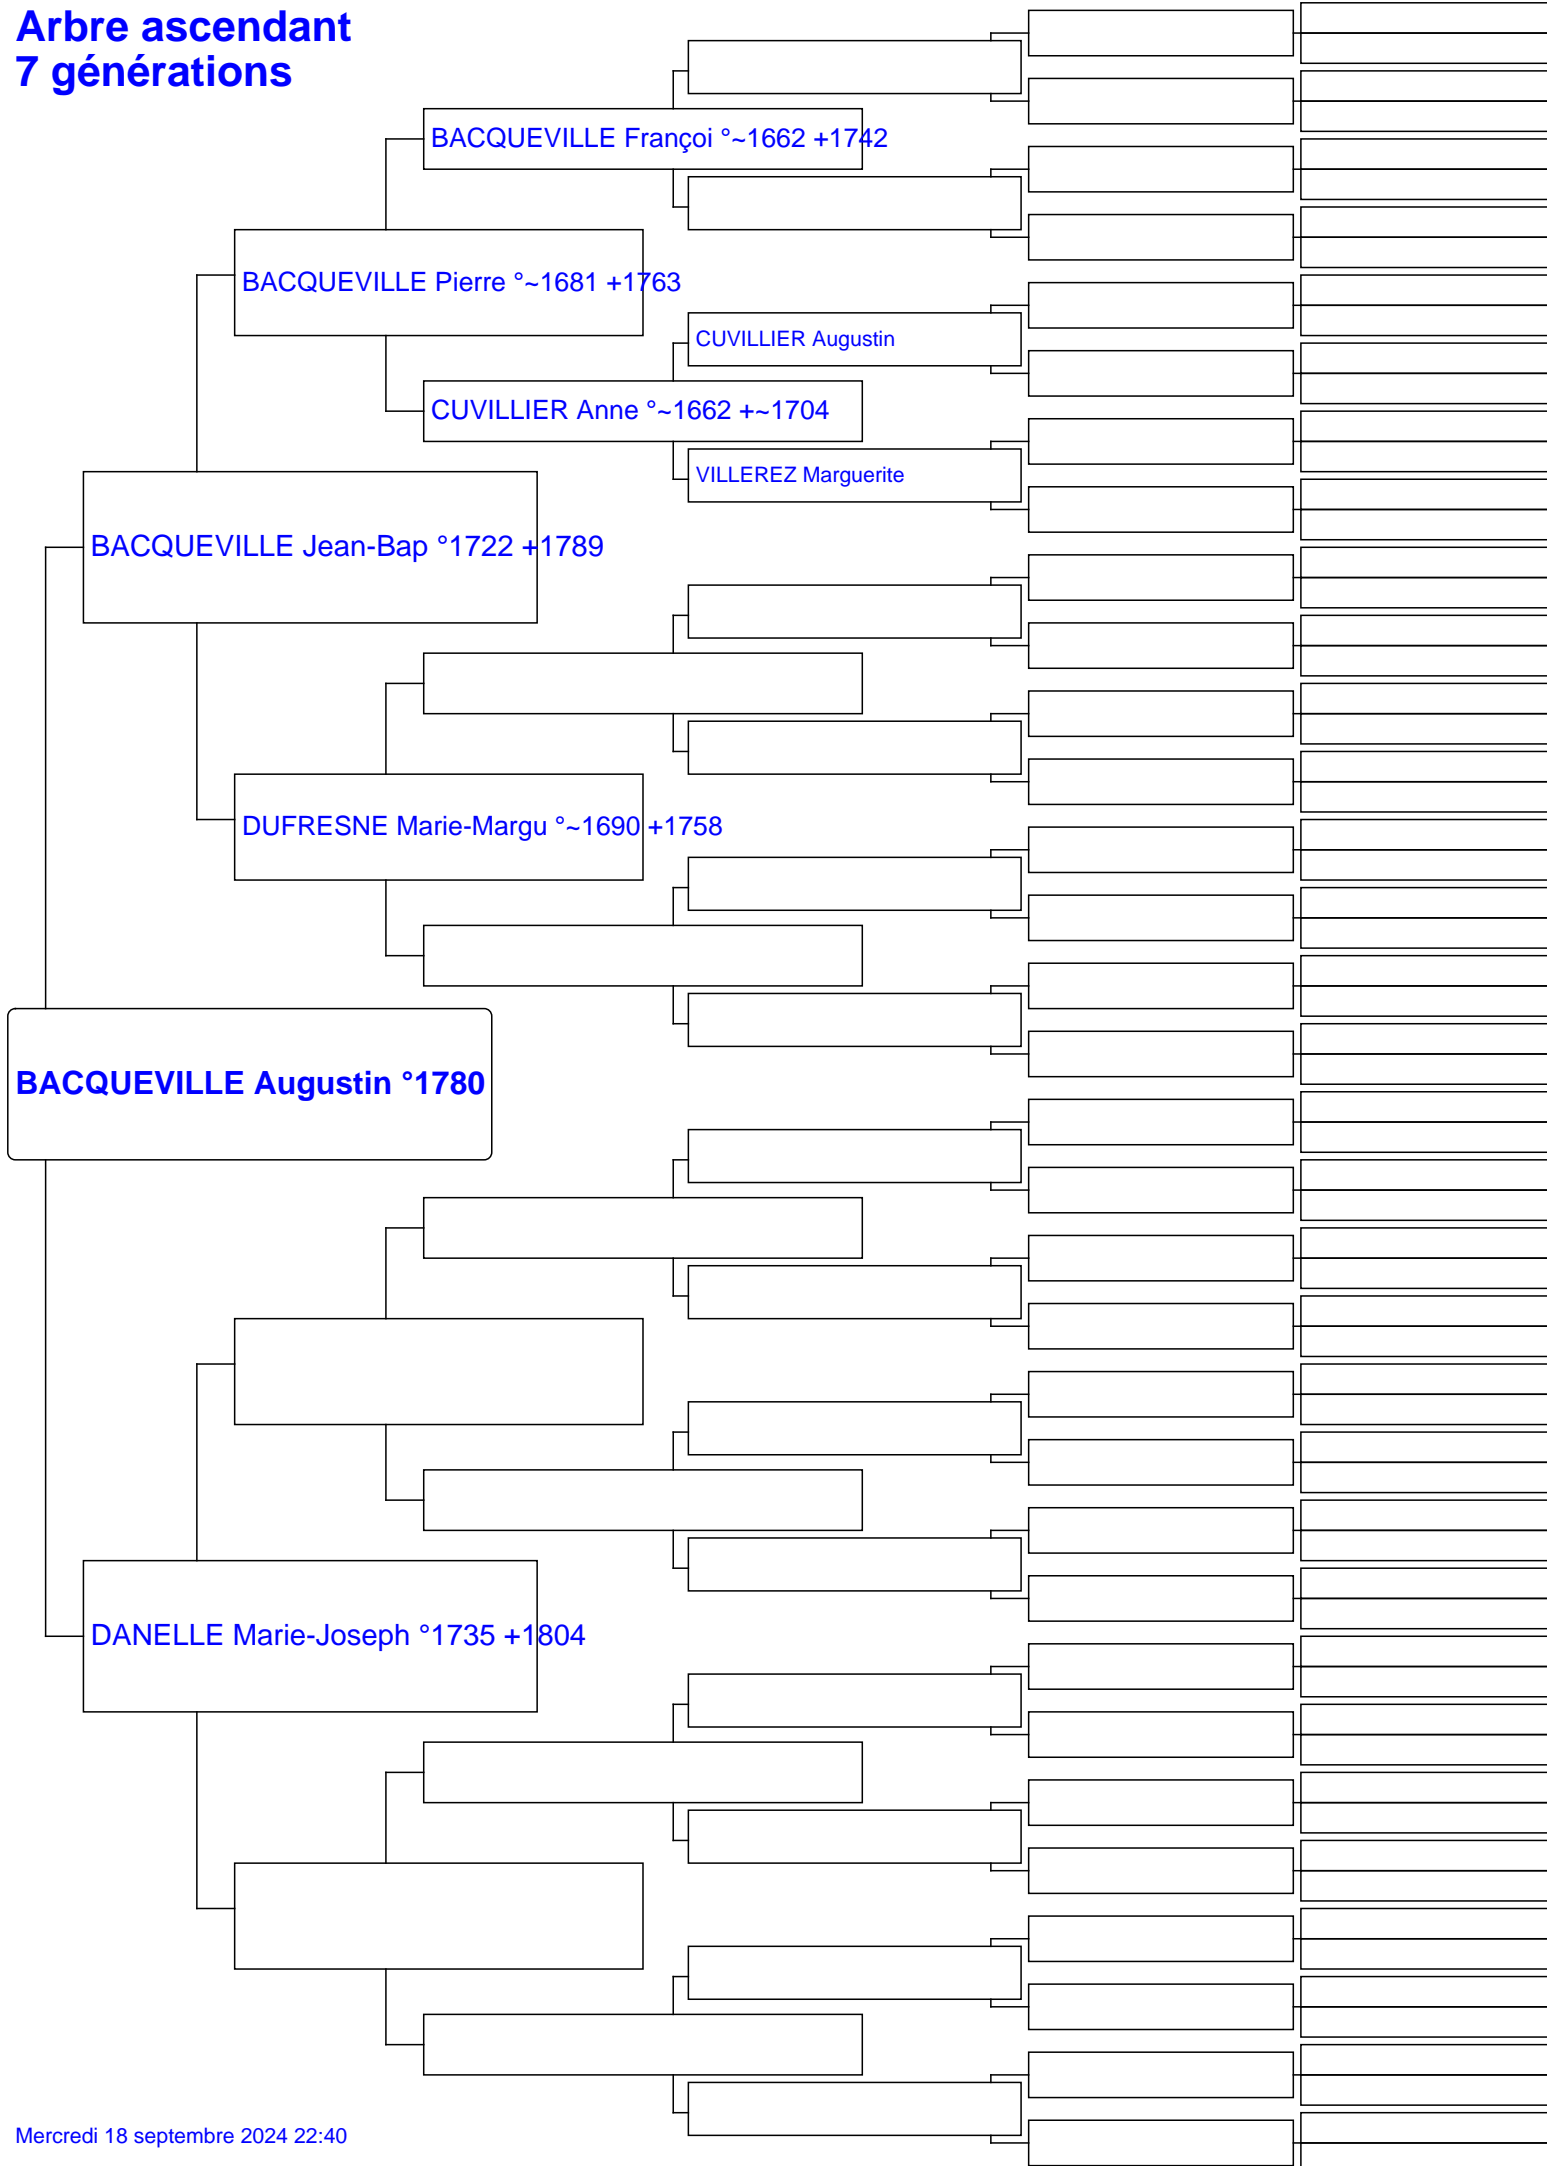 Arbre ascendant
7 générations
BACQUEVILLE Françoi °~1662 +1742
BACQUEVILLE Pierre °~1681 +1763
CUVILLIER Augustin
CUVILLIER Anne °~1662 +~1704
VILLEREZ Marguerite
BACQUEVILLE Jean-Bap °1722 +1789
DUFRESNE Marie-Margu °~1690 +1758
BACQUEVILLE Augustin °1780
DANELLE Marie-Joseph °1735 +1804
Mercredi 18 septembre 2024 22:40